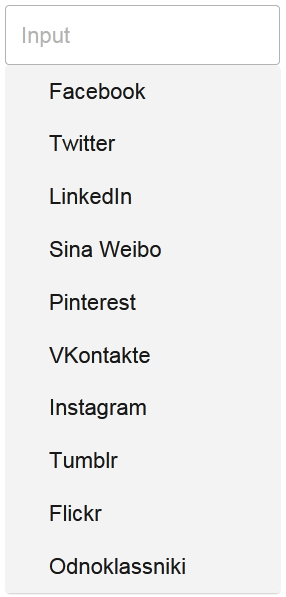 Input
Facebook
Twitter
LinkedIn
Sina Weibo
Pinterest
VKontakte
Instagram
Tumblr
Flickr
Odnoklassniki